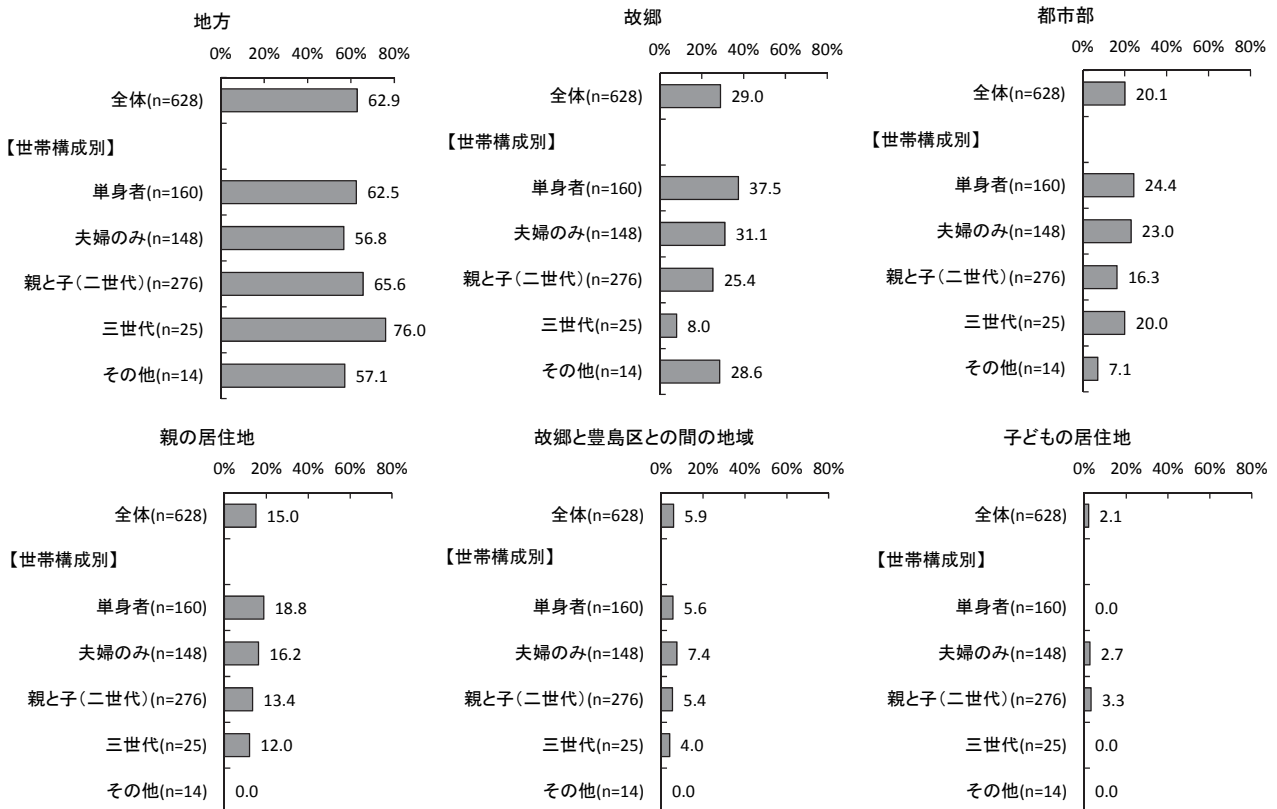 地方
0% 20% 40% 60% 80%
全体(n=628) 62.9
【世帯構成別】
単身者(n=160) 62.5
夫婦のみ(n=148) 56.8
親と子(二世代)(n=276) 65.6
三世代(n=25) 76.0
その他(n=14) 57.1
故郷
0% 20% 40% 60% 80%
全体(n=628) 29.0
【世帯構成別】
単身者(n=160) 37.5
夫婦のみ(n=148) 31.1
親と子(二世代)(n=276) 25.4
三世代(n=25) 8.0
その他(n=14) 28.6
都市部
0% 20% 40% 60% 80%
全体(n=628) 20.1
【世帯構成別】
単身者(n=160) 24.4
夫婦のみ(n=148) 23.0
親と子(二世代)(n=276) 16.3
三世代(n=25) 20.0
その他(n=14) 7.1
親の居住地
0% 20% 40% 60% 80%
全体(n=628) 15.0
【世帯構成別】
単身者(n=160) 18.8
夫婦のみ(n=148) 16.2
親と子(二世代)(n=276) 13.4
三世代(n=25) 12.0
その他(n=14) 0.0
故郷と豊島区との間の地域
0% 20% 40% 60% 80%
全体(n=628) 5.9
【世帯構成別】
単身者(n=160) 5.6
夫婦のみ(n=148) 7.4
親と子(二世代)(n=276) 5.4
三世代(n=25) 4.0
その他(n=14) 0.0
子どもの居住地
0% 20% 40% 60% 80%
全体(n=628) 2.1
【世帯構成別】
単身者(n=160) 0.0
夫婦のみ(n=148) 2.7
親と子(二世代)(n=276) 3.3
三世代(n=25) 0.0
その他(n=14) 0.0